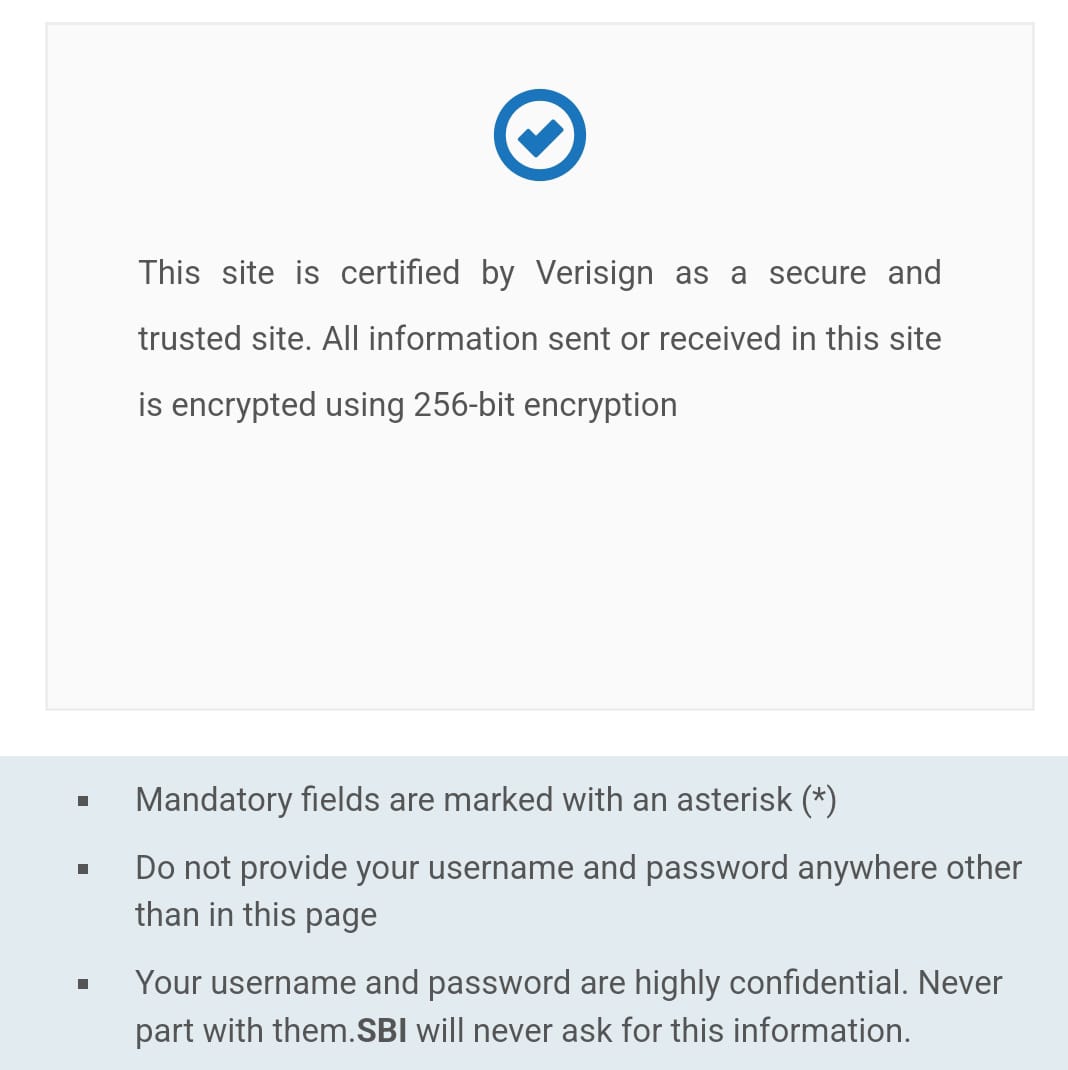 This site is certified by Verisign as a secure and
trusted site. All information sent or received in this site
is encrypted using 256-bit encryption
Mandatory fields are marked with an asterisk (*)
Do not provide your username and password anywhere other
than in this page
Your username and password are highly confidential. Never
part with them.SBI will never ask for this information.